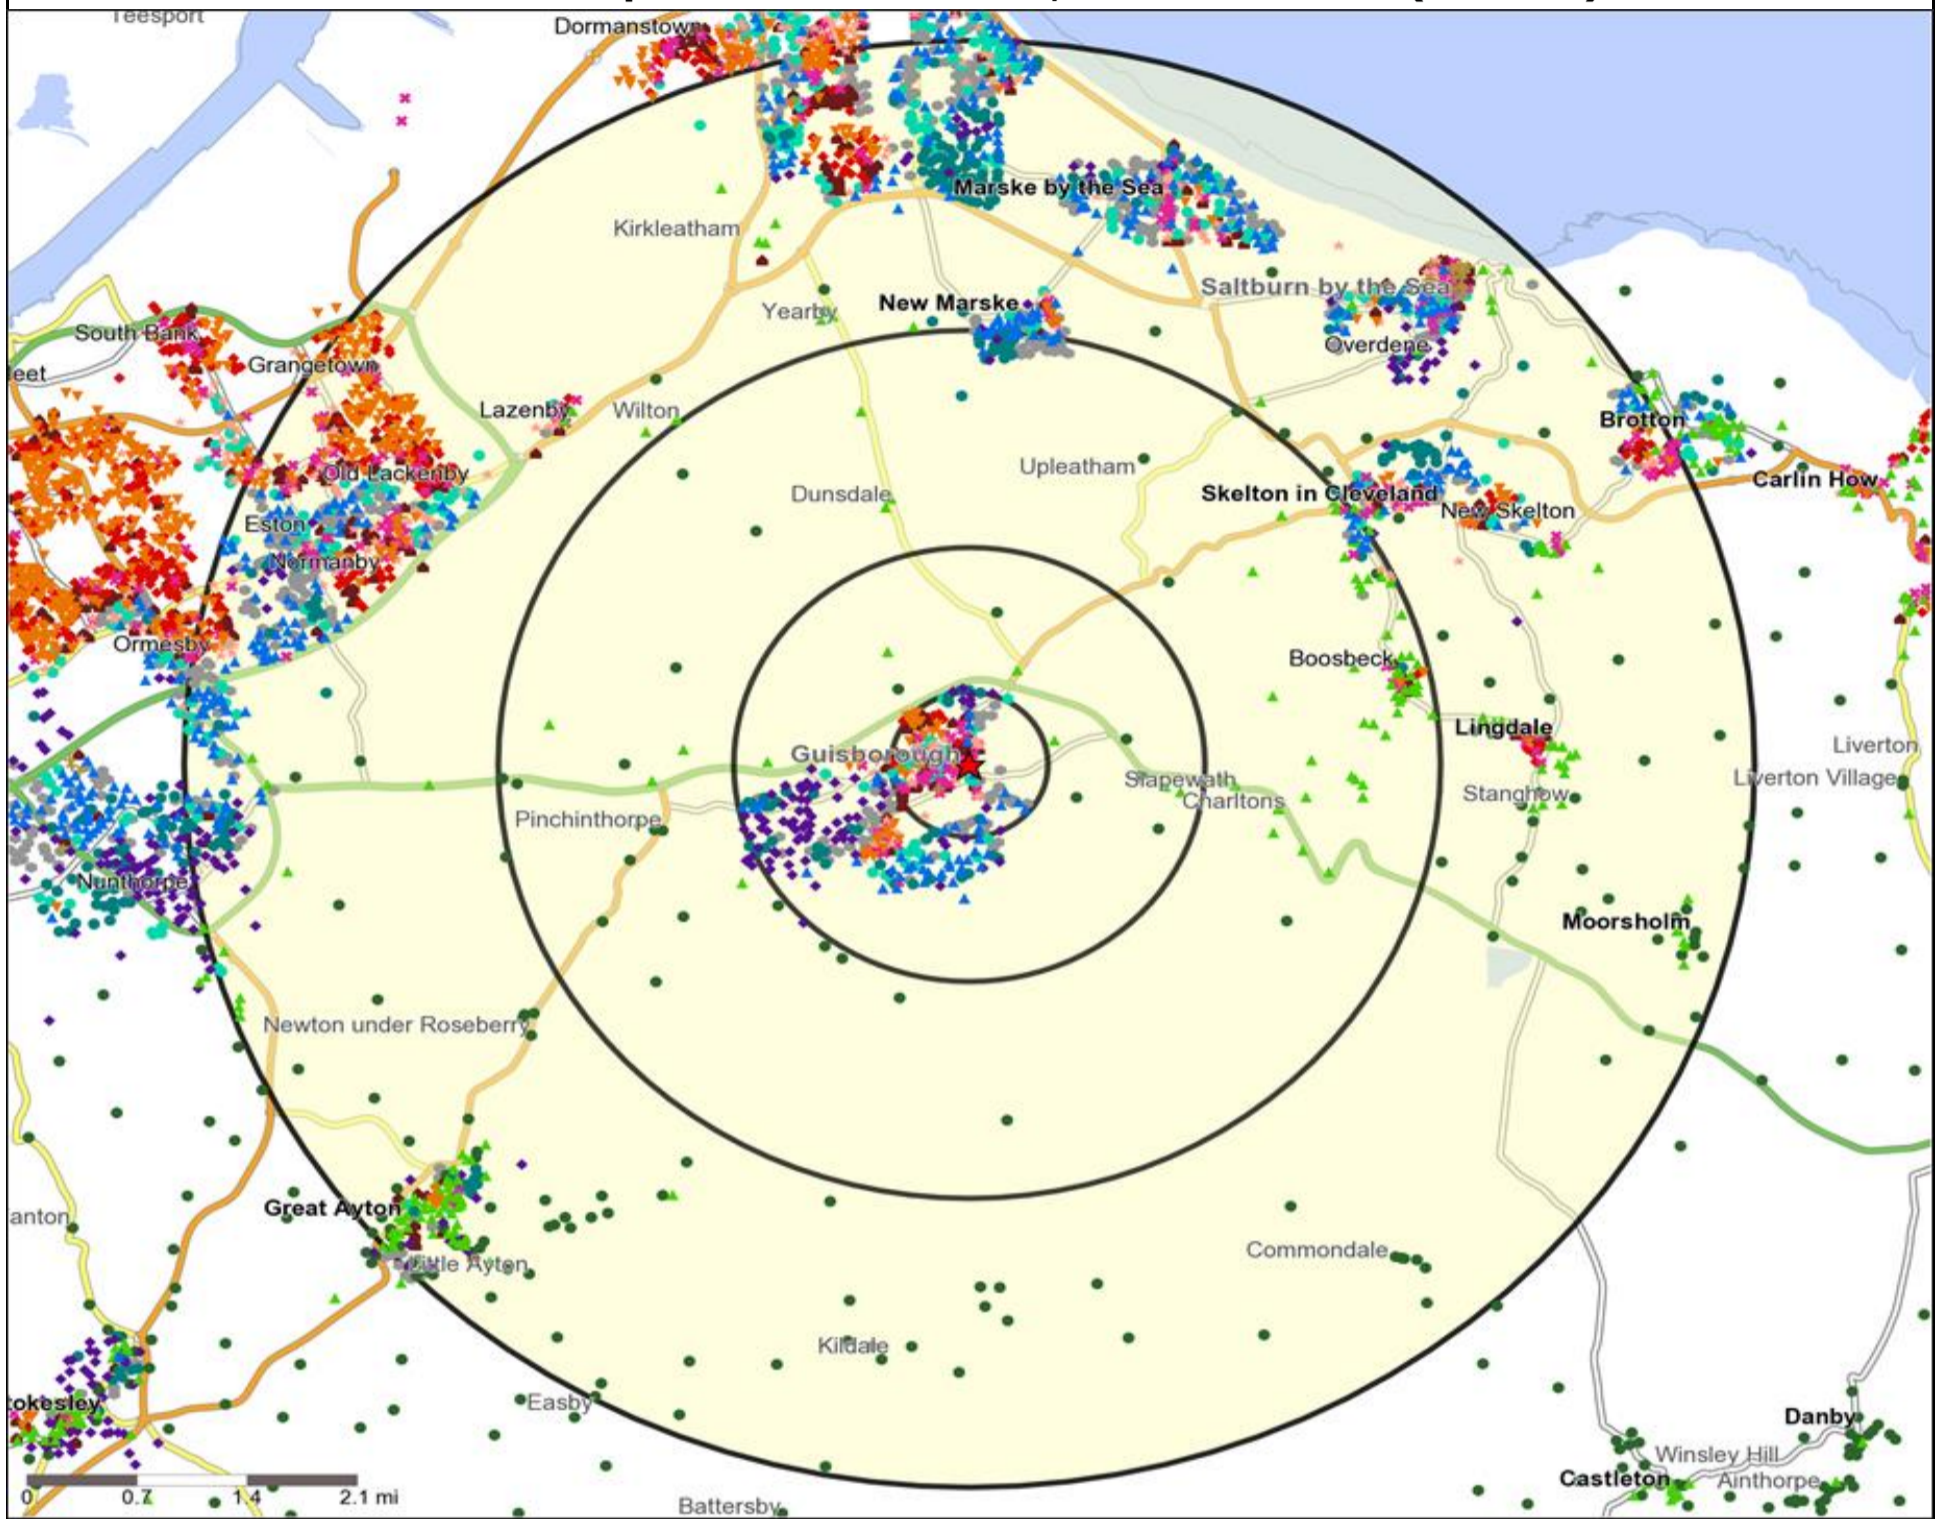 Teesport
Dormanstown
Marske by the Sea
Kirkleatham
Saltburn by the Sea
New Marske
Yearby
South Bank
Overdene
Grangetown
eet
Lazenby
Wilton
Brotton
Upleatham
Old Lackenby
Carlin How
Dunsdale
Skelton in Cleveland
New Skelton
Eston
Normanby
Ormesby
Boosbeck
Lingdale
Liverton
Guisborough
Slapewath
Liverton Village
Charltons
Stanghow
Pinchinthorpe
Nunthorpe
Moorsholm
Newton under Roseberry
Great Ayton
anton
Commondale
Little Ayton
Kildale
Easby
tokesley
Danby
Winsley Hill
Castleton
Ainthorpe
0 0.7 1.4 2.1 mi
Battersby